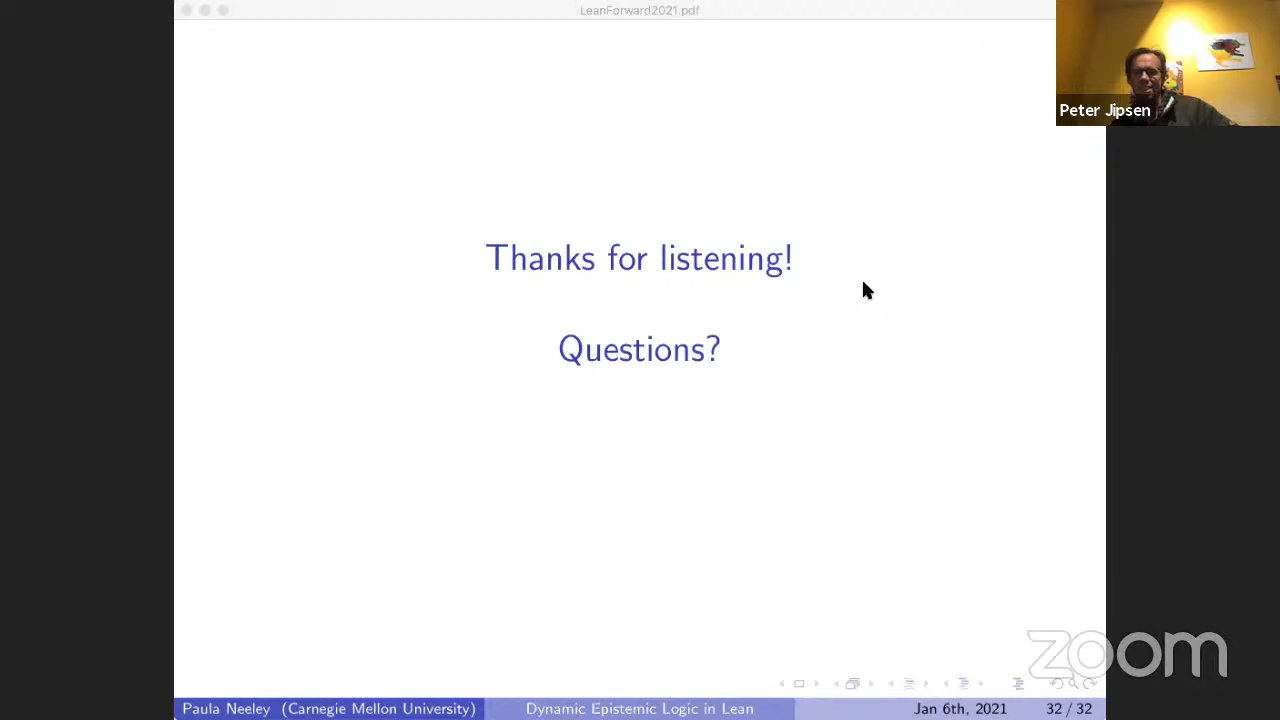 LeanForward2021.pdf
Peter Jipsen
Thanks for listening!
Questions?
zoom
Paula Neeley (Carnegie Mellon University) Dynamic Epistemic Logic in Lean Jan 6th, 2021 32 / 32